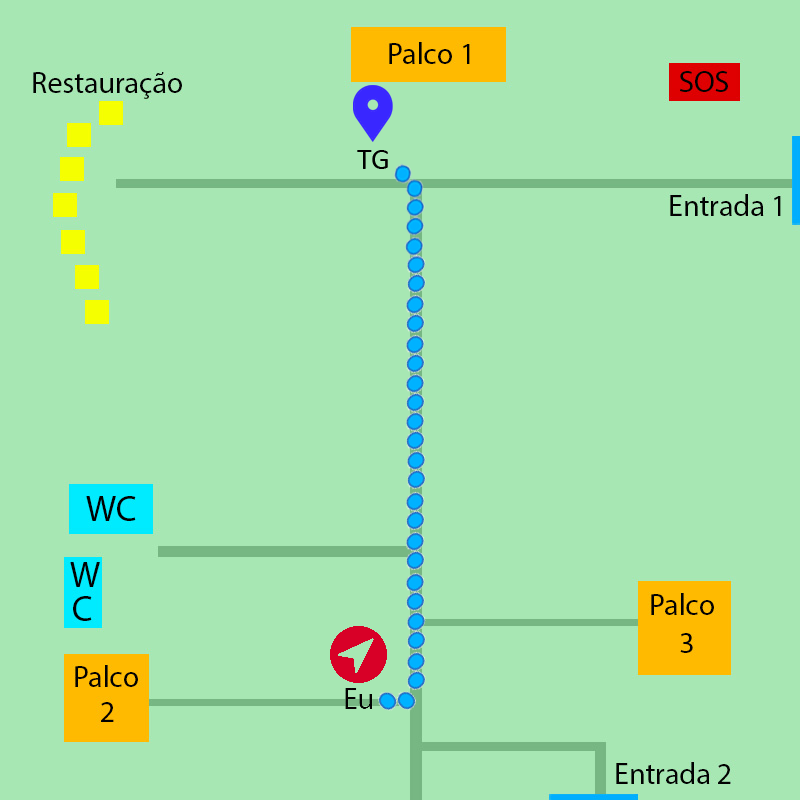 Palco 1
Restauração
SOS
TG
Entrada 1
WC
W
C
Palco
3
Palco
2
Eu
Entrada 2